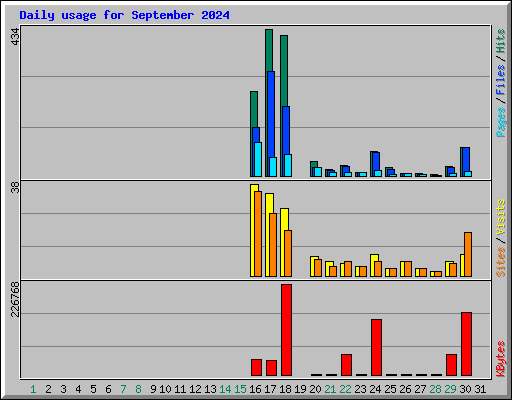 Daily usage for September 2024
434
38
226768
Pages / Files / Hits
Sites / Visits
KBytes
1 2 3 4 5 6 7 8 9 10 11 12 13 14 15 16 17 18 19 20 21 22 23 24 25 26 27 28 29 30 31